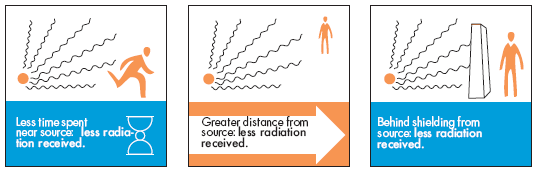 Less time spent
near source: less radia-
tion received.
Greater distance from
source: less radiation
received.
Behind shielding from
source: less radiation
received.